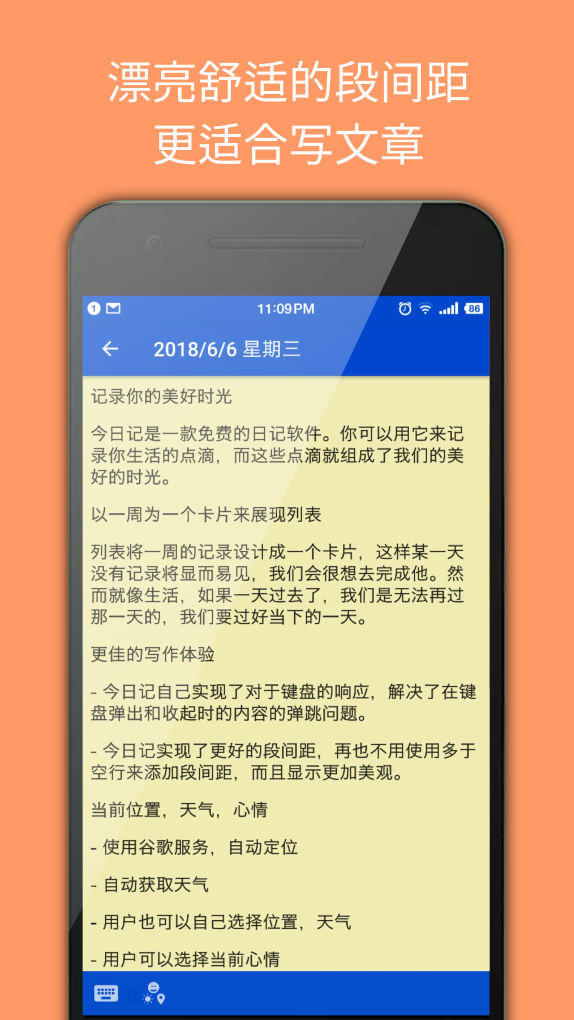 漂亮舒适的段间距
更适合写文章
1
11:09PM
86
2018/6/6 星期三
记录你的美好时光
今日记是一款免费的日记软件。你可以用它来记
录你生活的点滴，而这些点滴就组成了我们的美
好的时光。
以一周为一个卡片来展现列表
列表将一周的记录设计成一个卡片，这样某一天
没有记录将显而易见，我们会很想去完成他。然
而就像生活，如果一天过去了，我们是无法再过
那一天的，我们要过好当下的一天。
更佳的写作体验
- 今日记自己实现了对于键盘的响应，解决了在键
盘弹出和收起时的内容的弹跳问题。
- 今日记实现了更好的段间距，再也不用使用多于
空行来添加段间距，而且显示更加美观。
当前位置，天气，心情
- 使用谷歌服务，自动定位
- 自动获取天气
- 用户也可以自己选择位置，天气
- 用户可以选择当前心情